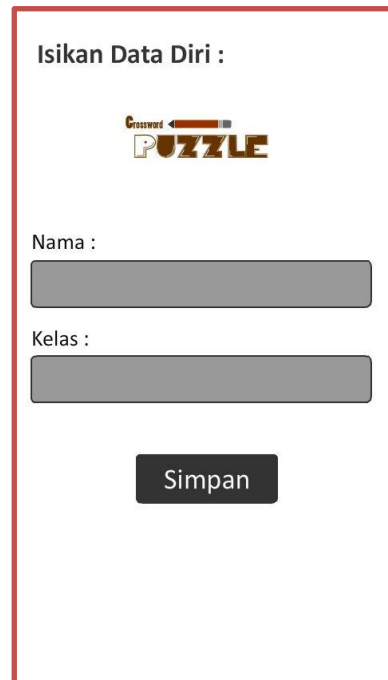 Isikan Data Diri :
Crossword
PUZZLE
Nama :
Kelas :
Simpan